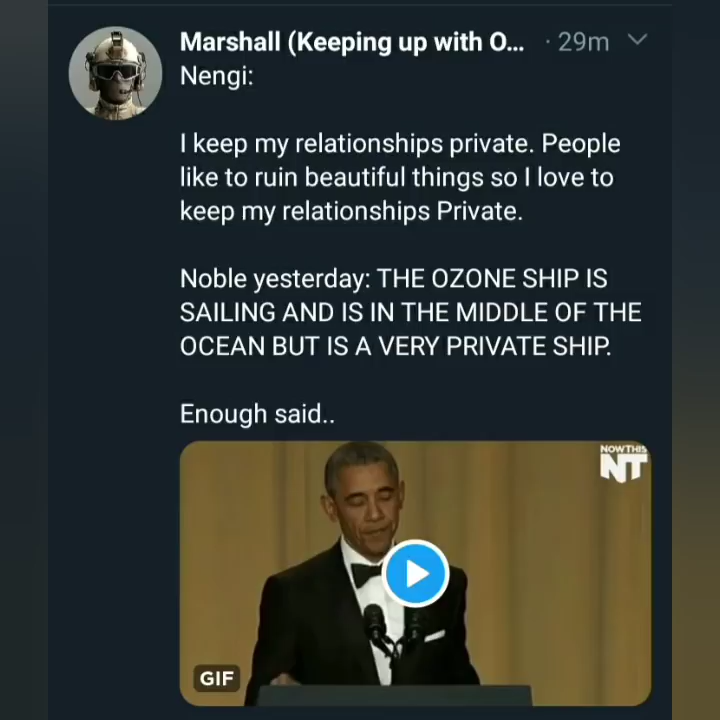 Marshall (Keeping up with O... · 29m
Nengi:
I keep my relationships private. People
like to ruin beautiful things so I love to
keep my relationships Private.
Noble yesterday: THE OZONE SHIP IS
SAILING AND IS IN THE MIDDLE OF THE
OCEAN BUT IS A VERY PRIVATE SHIP.
Enough said..
NOWTHIS
NT
GIF